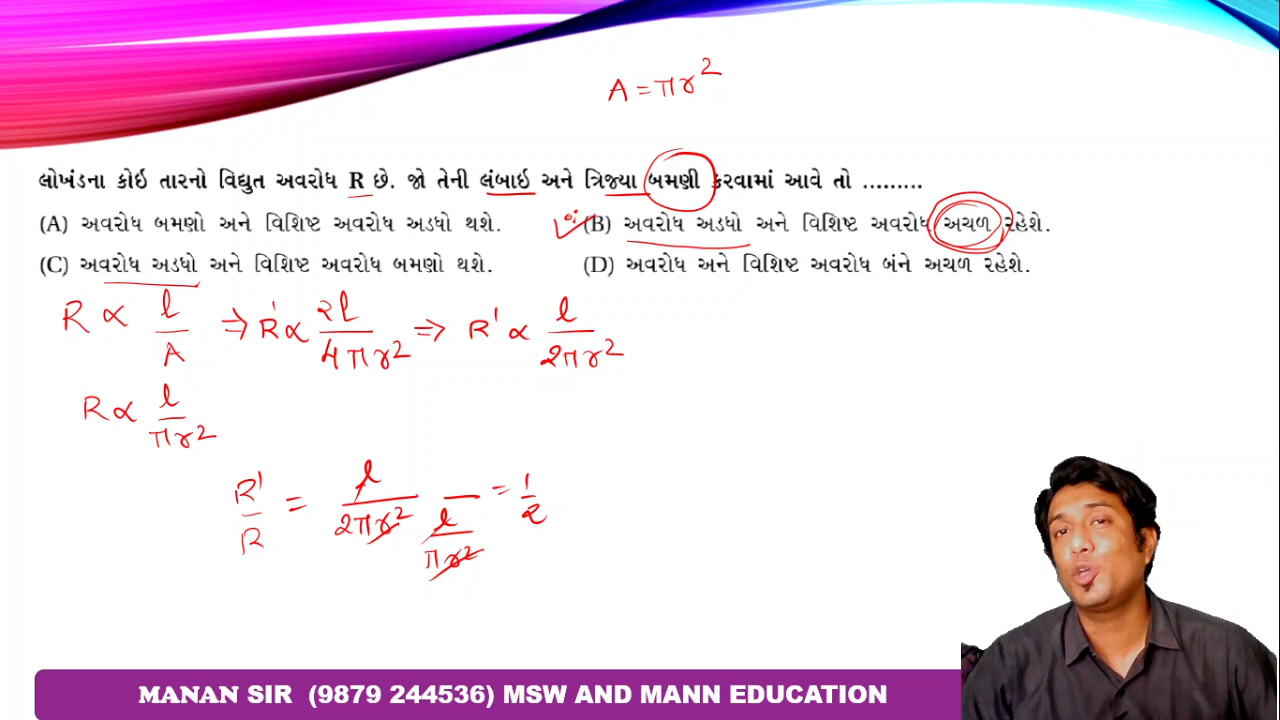 A = πr²
લોખંડના કોઇ તારનો વિદ્યુત અવરોધ R છે. જો તેની લંબાઇ અને ત્રિજ્યા બમણી કરવામાં આવે તો .........
(A) અવરોધ બમણો અને વિશિષ્ટ અવરોધ અડધો થશે. (B) અવરોધ અડધો અને વિશિષ્ટ અવરોધ અચળ રહેશે.
(C) અવરોધ અડધો અને વિશિષ્ટ અવરોધ બમણો થશે. (D) અવરોધ અને વિશિષ્ટ અવરોધ બંને અચળ રહેશે.
R ∝ l/A ⇒ R' ∝ 2l/4πr² ⇒ R' ∝ l/2πr²
R ∝ l/πr²
R'/R = l/2πr² / l/πr² = 1/2
MANAN SIR (9879 244536) MSW AND MANN EDUCATION